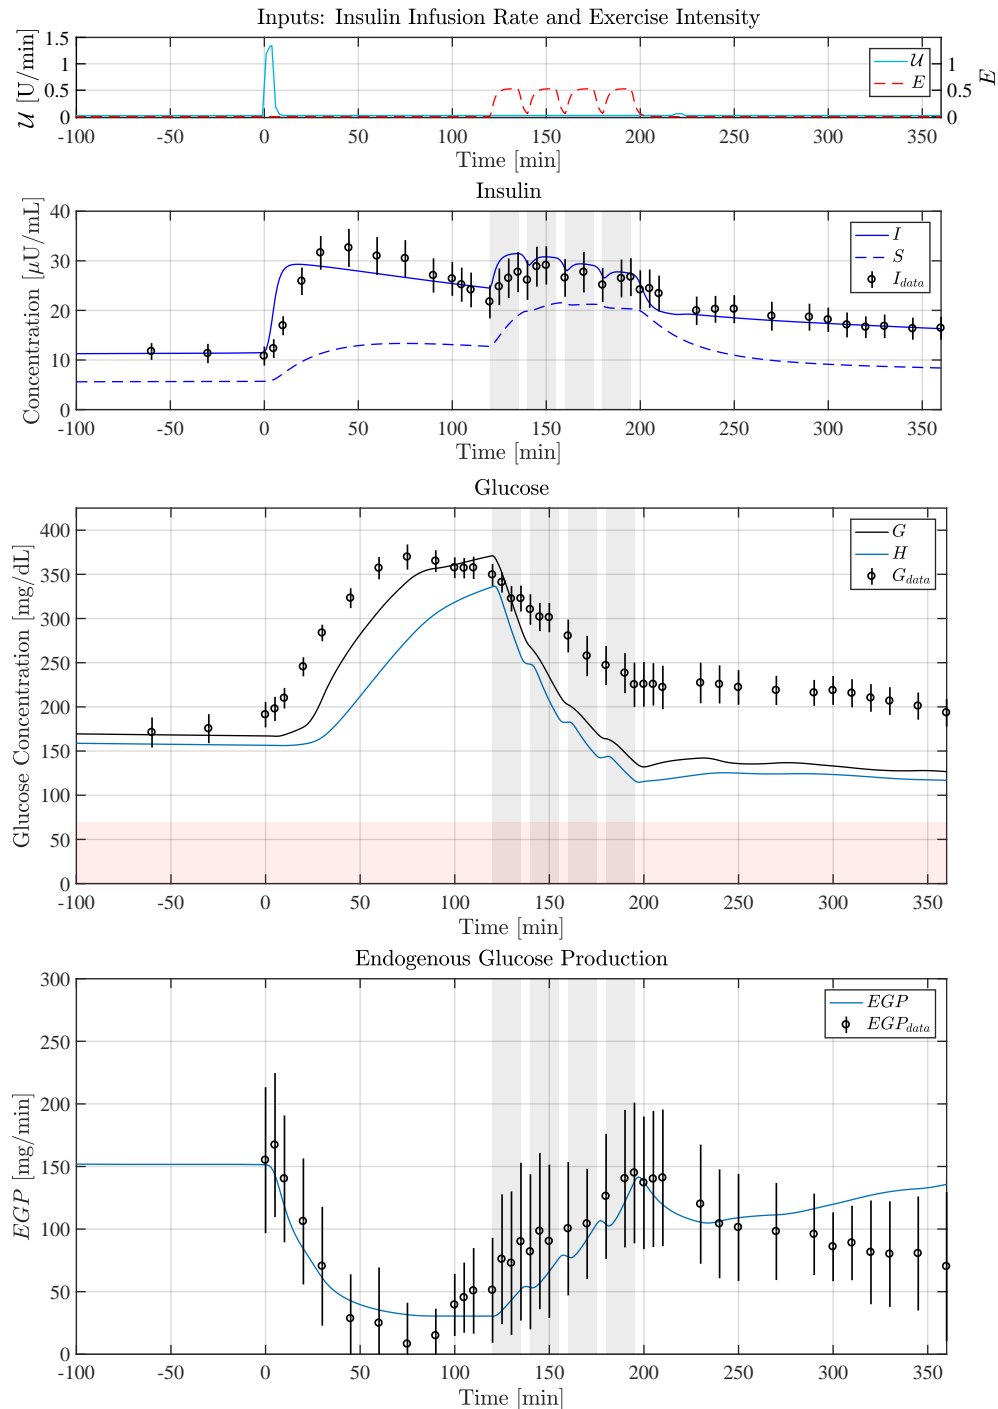 Inputs: Insulin Infusion Rate and Exercise Intensity
𝒰 [U/min]
1.5
1
0.5
0
1
0.5
0
E
𝒰
E
-100 -50 0 50 100 150 200 250 300 350
Time [min]
Insulin
Concentration [μU/mL]
40
30
20
10
0
I
S
I_data
-100 -50 0 50 100 150 200 250 300 350
Time [min]
Glucose
Glucose Concentration [mg/dL]
400
350
300
250
200
150
100
50
0
G
H
G_data
-100 -50 0 50 100 150 200 250 300 350
Time [min]
Endogenous Glucose Production
EGP [mg/min]
300
250
200
150
100
50
0
EGP
EGP_data
-100 -50 0 50 100 150 200 250 300 350
Time [min]